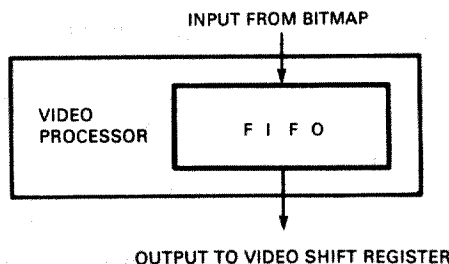 INPUT FROM BITMAP
VIDEO
PROCESSOR
F I F O
OUTPUT TO VIDEO SHIFT REGISTER